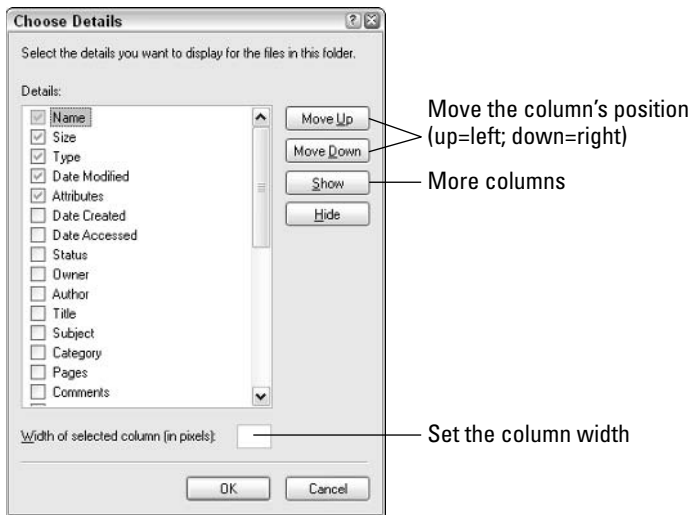 Choose Details
Select the details you want to display for the files in this folder.
Details:
Name
Size
Type
Date Modified
Attributes
Date Created
Date Accessed
Status
Owner
Author
Title
Subject
Category
Pages
Comments
Move Up
Move Down
Show
Hide
Move the column's position
(up=left; down=right)
More columns
Width of selected column (in pixels):
Set the column width
OK
Cancel